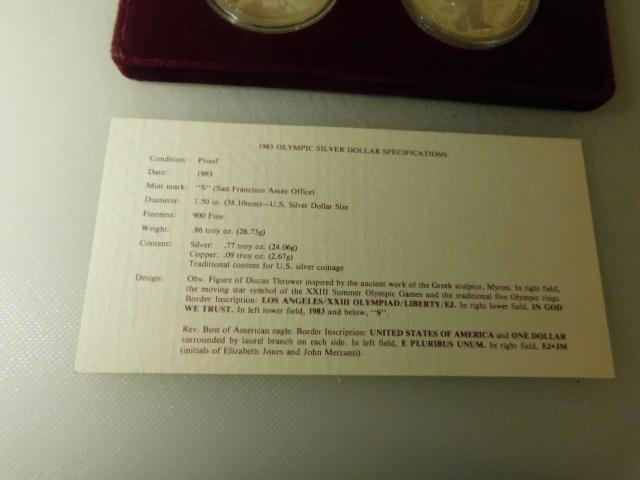 1983 OLYMPIC SILVER DOLLAR SPECIFICATIONS
Condition: Proof
Date: 1983
Mint mark: "S" (San Francisco Assay Office)
Diameter: 1.50 in. (38.10mm)—U.S. Silver Dollar Size
Fineness: 900 Fine
Weight: .86 troy oz. (26.73g)
Content: Silver: .77 troy oz. (24.06g)
Copper: .09 troy oz. (2.67g)
Traditional content for U.S. silver coinage
Design: Obv. Figure of Discus Thrower inspired by the ancient work of the Greek sculptor, Myron. In right field,
the moving star symbol of the XXIII Summer Olympic Games and the traditional five Olympic rings.
Border Inscription: LOS ANGELES/XXIII OLYMPIAD/LIBERTY/EJ. In right lower field, IN GOD
WE TRUST. In left lower field, 1983 and below, "S".
Rev. Bust of American eagle. Border Inscription: UNITED STATES OF AMERICA and ONE DOLLAR
surrounded by laurel branch on each side. In left field, E PLURIBUS UNUM. In right field, EJ•JM
(initials of Elizabeth Jones and John Mercanti).